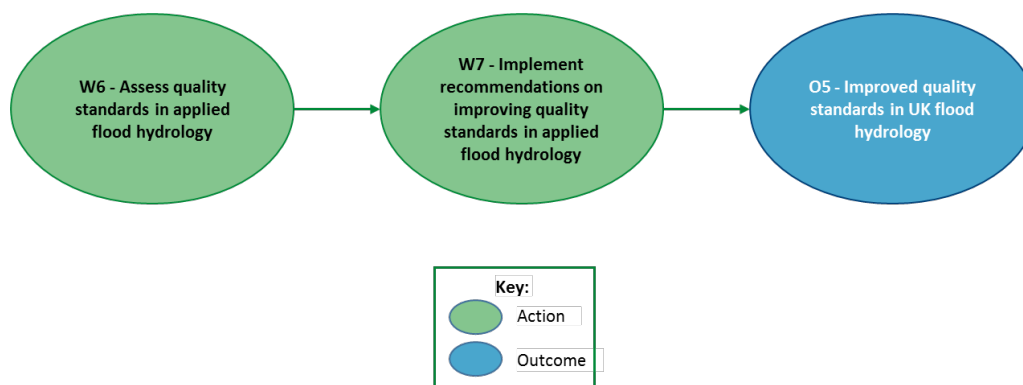 W6 - Assess quality
standards in applied
flood hydrology
W7 - Implement
recommendations on
improving quality
standards in applied
flood hydrology
O5 - Improved quality
standards in UK flood
hydrology
Key:
Action
Outcome